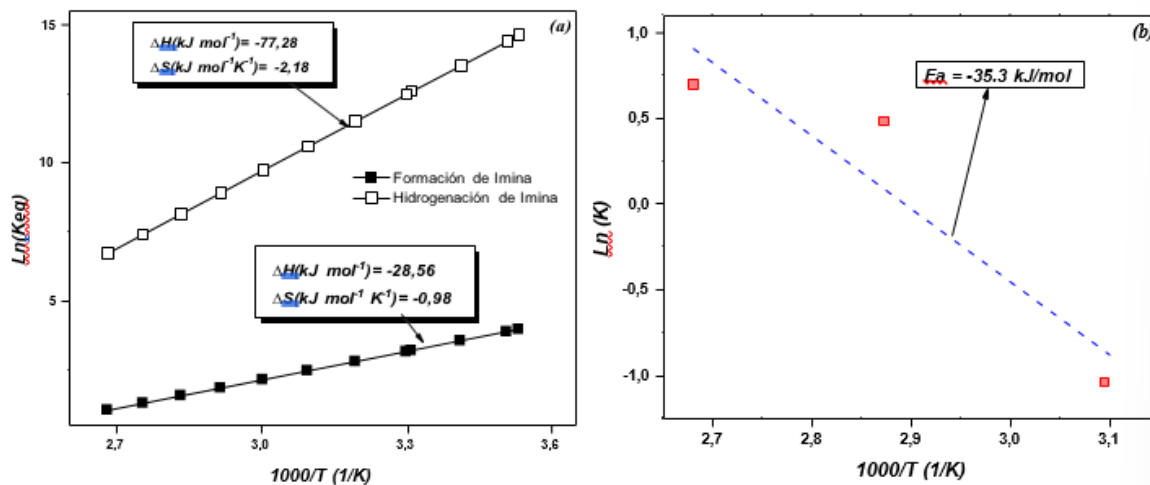 (a)
15
10
5
2,7
3,0
3,3
3,6
Ln(Keq)
1000/T (1/K)
ΔH(kJ mol⁻¹)= -77,28
ΔS(kJ mol⁻¹K⁻¹)= -2,18
Formación de Imina
Hidrogenación de Imina
ΔH(kJ mol⁻¹)= -28,56
ΔS(kJ mol⁻¹ K⁻¹)= -0,98
(b)
1,0
0,5
0,0
-0,5
-1,0
2,7
2,8
2,9
3,0
3,1
Ln (K)
1000/T (1/K)
Ea = -35.3 kJ/mol